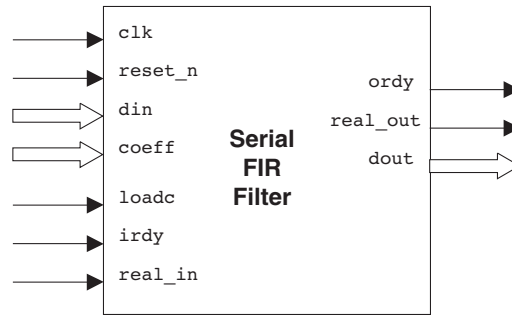 clk
reset_n
din
coeff
loadc
irdy
real_in
Serial
FIR
Filter
ordy
real_out
dout